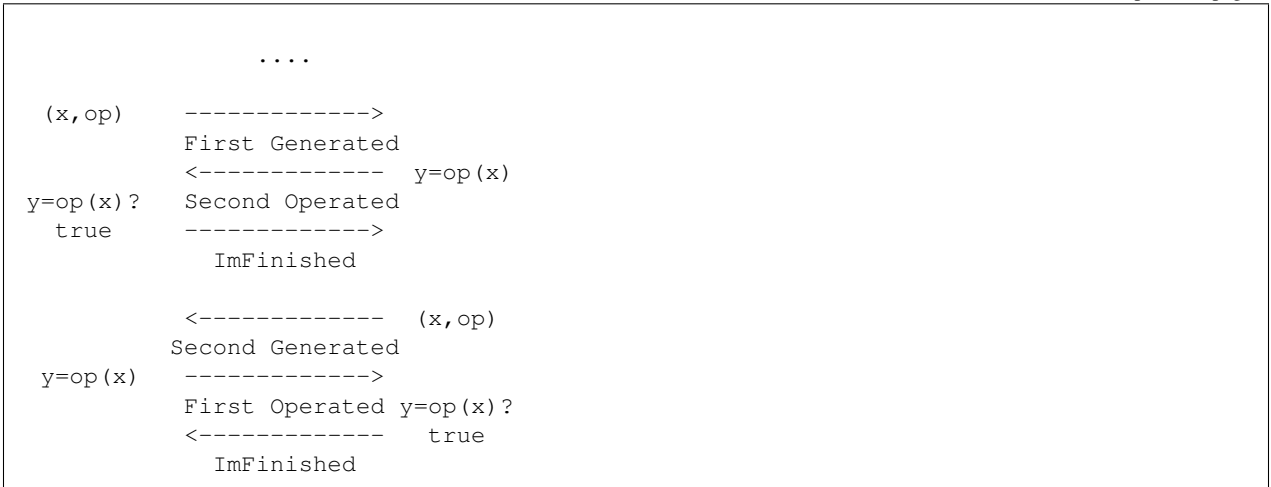 ....
(x,op) ------------->
First Generated
<------------- y=op(x)
y=op(x)? Second Operated
true ------------->
ImFinished
<------------- (x,op)
Second Generated
y=op(x) ------------->
First Operated y=op(x)?
<------------- true
ImFinished